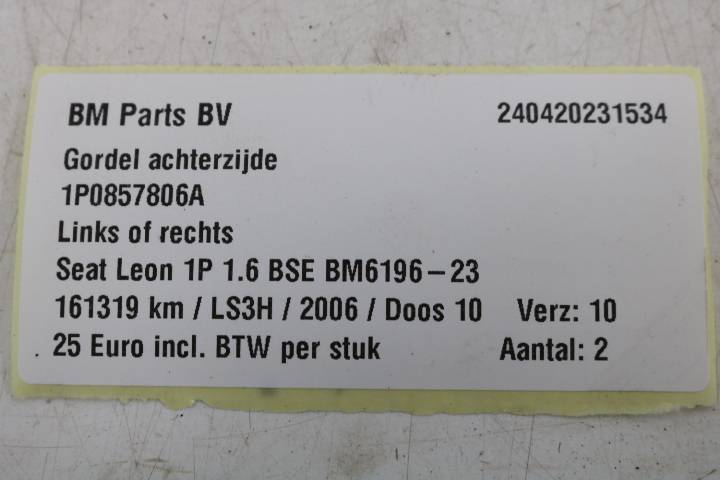 BM Parts BV 240420231534
Gordel achterzijde
1P0857806A
Links of rechts
Seat Leon 1P 1.6 BSE BM6196-23
161319 km / LS3H / 2006 / Doos 10 Verz: 10
25 Euro incl. BTW per stuk Aantal: 2